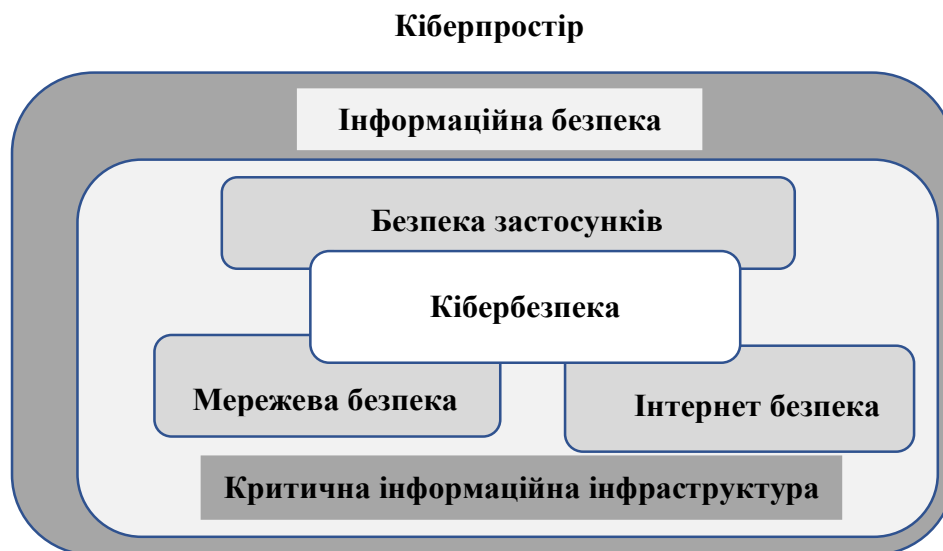 Кіберпростір
Інформаційна безпека
Безпека застосунків
Кібербезпека
Мережева безпека
Інтернет безпека
Критична інформаційна інфраструктура